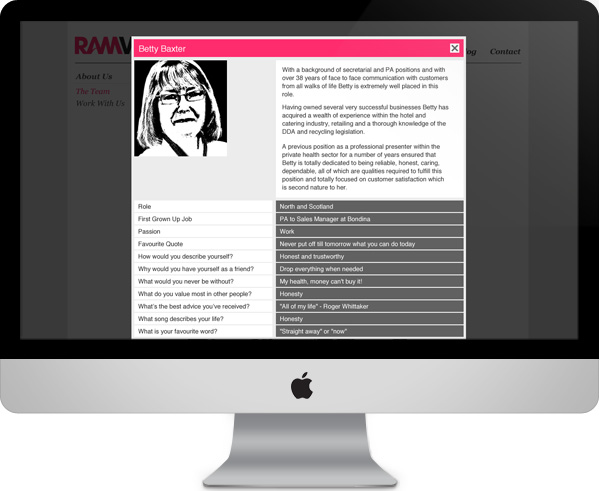 RAMV
Betty Baxter
log Contact
About Us
The Team
Work With Us
With a background of secretarial and PA positions and with
over 38 years of face to face communication with customers
from all walks of life Betty is extremely well placed in this
role.
Having owned several very successful businesses Betty has
acquired a wealth of experience within the hotel and
catering industry, retailing and a thorough knowledge of the
DDA and recycling legislation.
A previous position as a professional presenter within the
private health sector for a number of years ensured that
Betty is totally dedicated to being reliable, honest, caring,
dependable, all of which are qualities required to fulfill this
position and totally focused on customer satisfaction which
is second nature to her.
Role North and Scotland
First Grown Up Job PA to Sales Manager at Bondina
Passion Work
Favourite Quote Never put off till tomorrow what you can do today
How would you describe yourself? Honest and trustworthy
Why would you have yourself as a friend? Drop everything when needed
What would you never be without? My health, money can't buy it!
What do you value most in other people? Honesty
What's the best advice you've received? "All of my life" - Roger Whittaker
What song describes your life? Honesty
What is your favourite word? "Straight away" or "now"